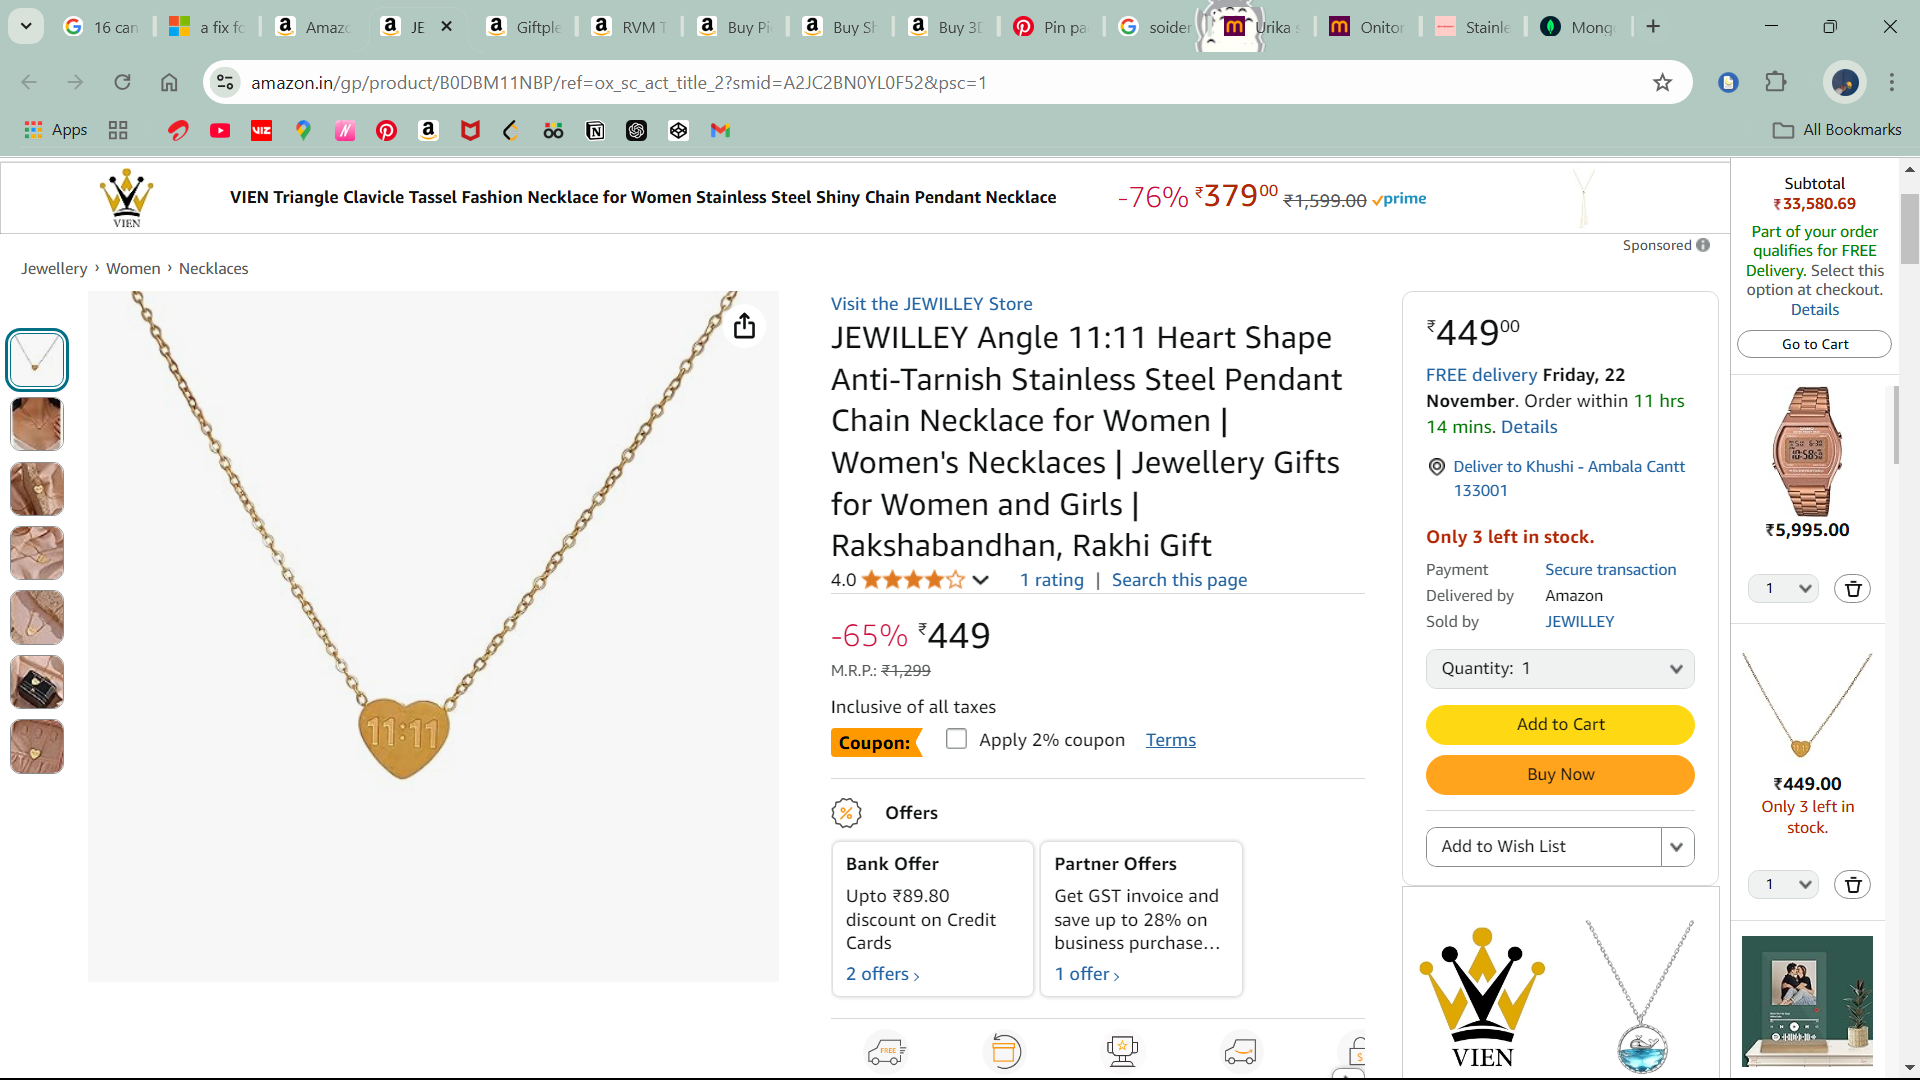 16 can
a fix fo
Amazo
JE
Giftple
RVM T
Buy Pi
Buy Sh
Buy 3D
Pin pa
soider
Urika s
Onitor
Stainle
Mongo
amazon.in/gp/product/B0DBM11NBP/ref=ox_sc_act_title_2?smid=A2JC2BN0YL0F52&psc=1
Apps
All Bookmarks
VIEN
VIEN Triangle Clavicle Tassel Fashion Necklace for Women Stainless Steel Shiny Chain Pendant Necklace
-76% ₹37900 ₹1,599.00 prime
Sponsored
Jewellery › Women › Necklaces
11:11
Visit the JEWILLEY Store
JEWILLEY Angle 11:11 Heart Shape
Anti-Tarnish Stainless Steel Pendant
Chain Necklace for Women |
Women's Necklaces | Jewellery Gifts
for Women and Girls |
Rakshabandhan, Rakhi Gift
4.0 1 rating | Search this page
-65% ₹449
M.R.P.: ₹1,299
Inclusive of all taxes
Coupon: Apply 2% coupon Terms
Offers
Bank Offer
Upto ₹89.80
discount on Credit
Cards
2 offers ›
Partner Offers
Get GST invoice and
save up to 28% on
business purchase…
1 offer ›
FREE
₹44900
FREE delivery Friday, 22
November. Order within 11 hrs
14 mins. Details
Deliver to Khushi - Ambala Cantt
133001
Only 3 left in stock.
Payment Secure transaction
Delivered by Amazon
Sold by JEWILLEY
Quantity: 1
Add to Cart
Buy Now
Add to Wish List
VIEN
Subtotal
₹33,580.69
Part of your order
qualifies for FREE
Delivery. Select this
option at checkout.
Details
Go to Cart
10:58
₹5,995.00
1
11:11
₹449.00
Only 3 left in
stock.
1